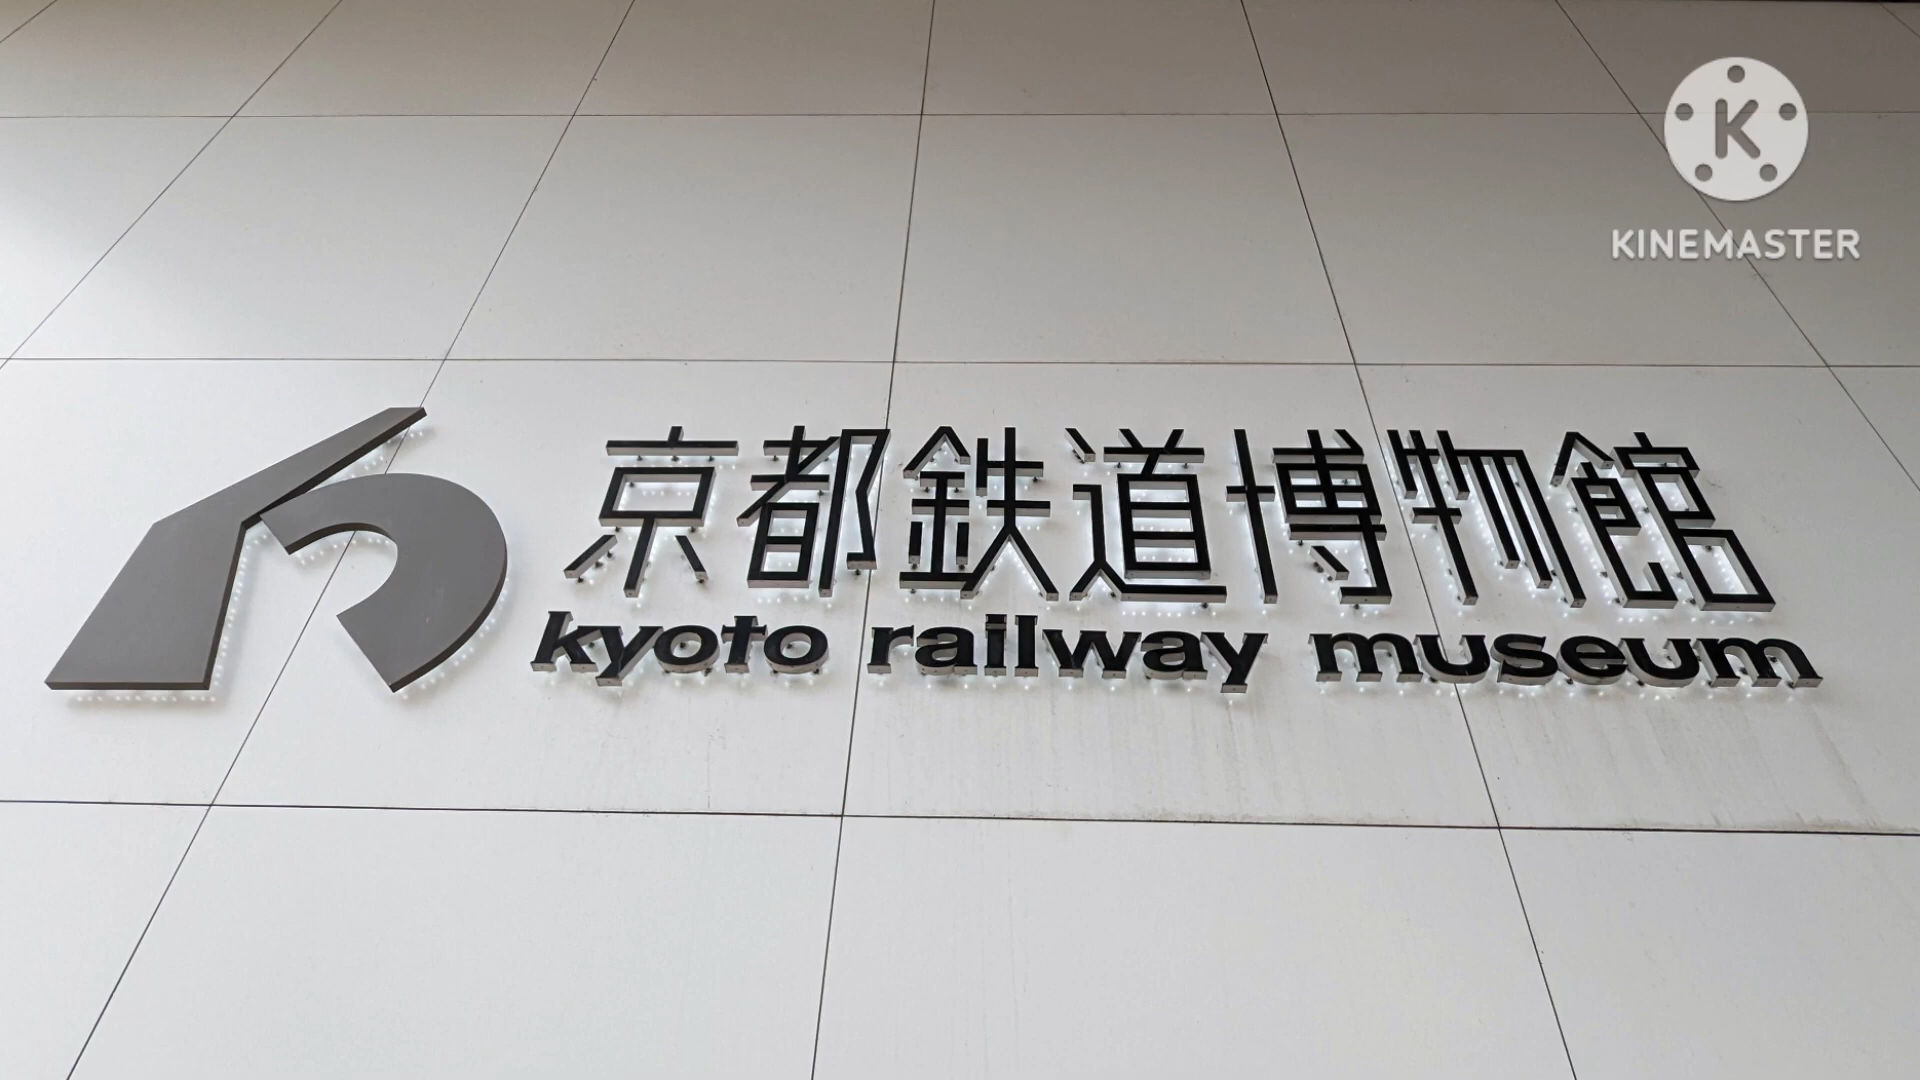 K
KINEMASTER
京都鉄道博物館
kyoto railway museum